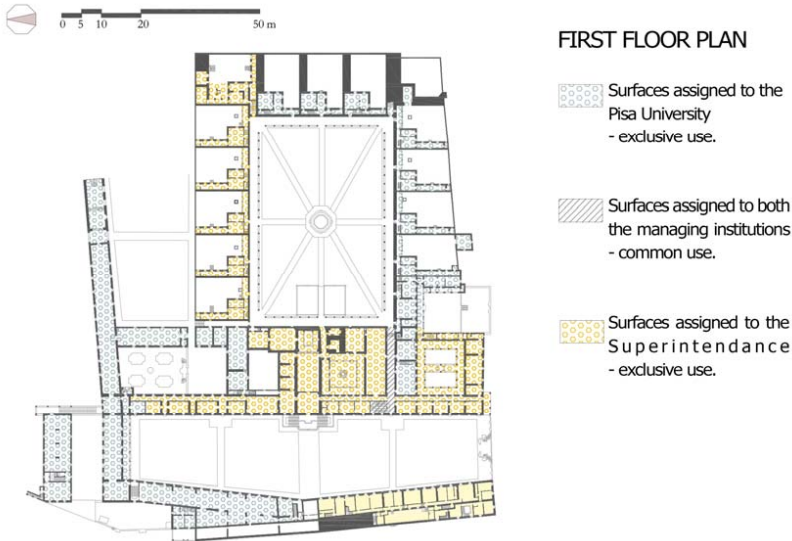 0 5 10 20 50 m
FIRST FLOOR PLAN
Surfaces assigned to the
Pisa University
- exclusive use.
Surfaces assigned to both
the managing institutions
- common use.
Surfaces assigned to the
Superintendance
- exclusive use.